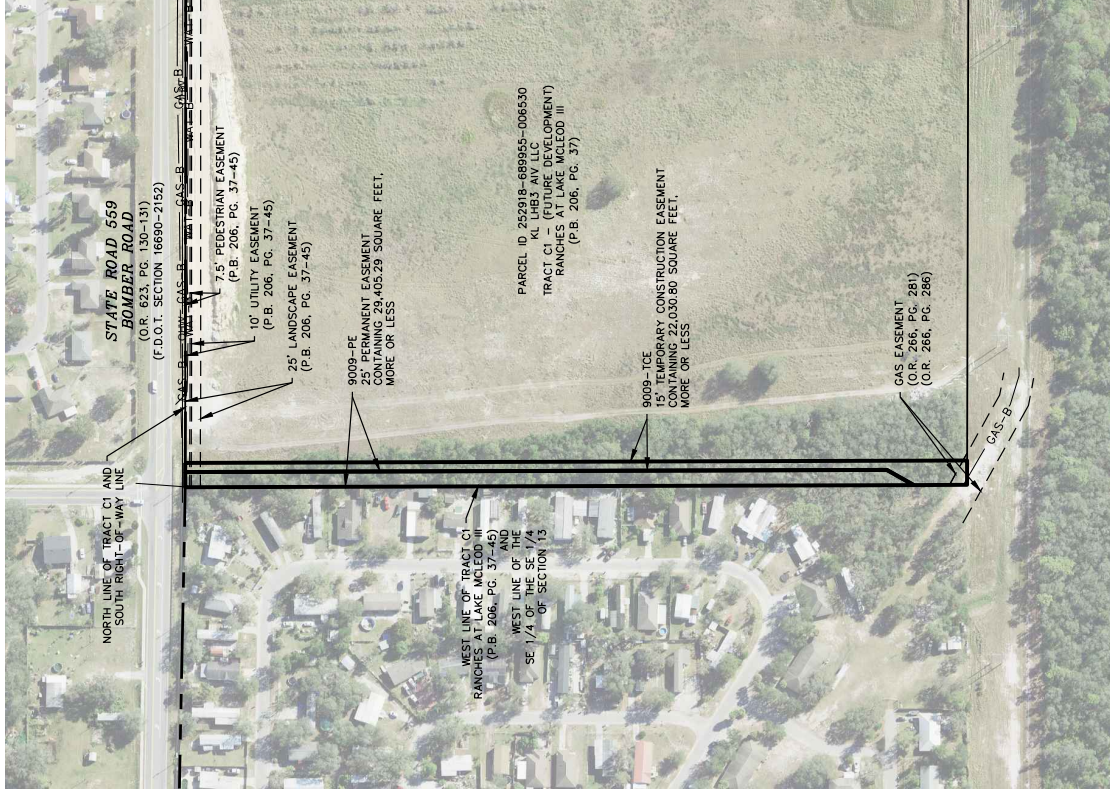 STATE ROAD 559
BOMBER ROAD
(O.R. 623, PG. 130-131)
(F.D.O.T. SECTION 16690-2152)
GAS-B
GAS-B
GAS-B
GAS-B
WAT-B
WAT-B
7.5' PEDESTRIAN EASEMENT
(P.B. 206, PG. 37-45)
10' UTILITY EASEMENT
(P.B. 206, PG. 37-45)
25' LANDSCAPE EASEMENT
(P.B. 206, PG. 37-45)
9009-PE
25' PERMANENT EASEMENT
CONTAINING 29,405.29 SQUARE FEET,
MORE OR LESS
PARCEL ID 252918-689955-006530
KL LHB3 AIV LLC
TRACT C1 - (FUTURE DEVELOPMENT)
RANCHES AT LAKE MCLEOD III
(P.B. 206, PG. 37)
9009-TCE
15' TEMPORARY CONSTRUCTION EASEMENT
CONTAINING 22,030.80 SQUARE FEET,
MORE OR LESS
GAS EASEMENT
(O.R. 266, PG. 281)
(O.R. 266, PG. 286)
GAS-B
NORTH LINE OF TRACT C1 AND
SOUTH RIGHT-OF-WAY LINE
WEST LINE OF TRACT C1
RANCHES AT LAKE MCLEOD III
(P.B. 206, PG. 37-45)
AND
WEST LINE OF THE
SE 1/4 OF THE SE 1/4
OF SECTION 13